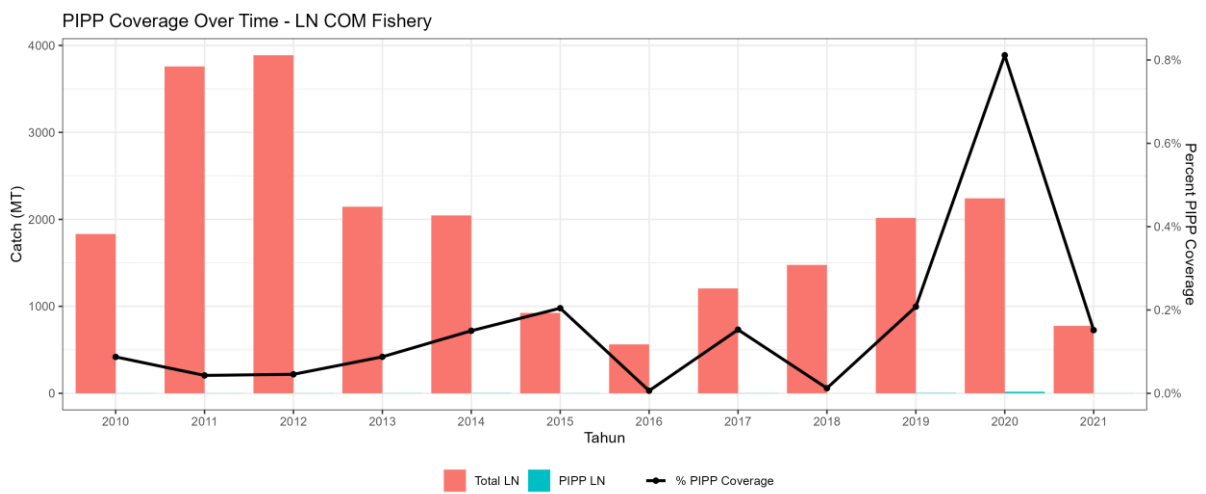 PIPP Coverage Over Time - LN COM Fishery
4000
3000
2000
1000
0
Catch (MT)
0.8%
0.6%
0.4%
0.2%
0.0%
Percent PIPP Coverage
2010 2011 2012 2013 2014 2015 2016 2017 2018 2019 2020 2021
Tahun
Total LN PIPP LN % PIPP Coverage